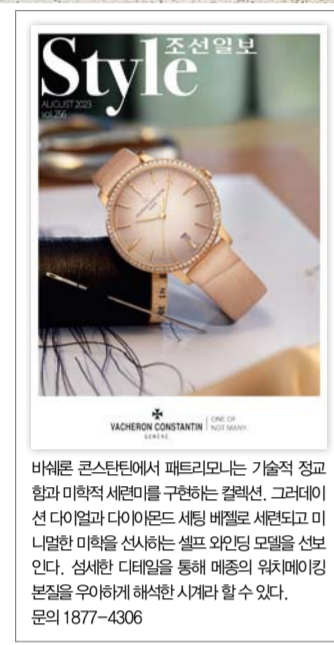 조선일보
Style
AUGUST 2023
vol.256
VACHERON CONSTANTIN
GENÈVE
ONE OF
NOT MANY.
바쉐론 콘스탄틴에서 패트리모니는 기술적 정교
함과 미학적 세련미를 구현하는 컬렉션. 그러데이
션 다이얼과 다이아몬드 세팅 베젤로 세련되고 미
니멀한 미학을 선사하는 셀프 와인딩 모델을 선보
인다. 섬세한 디테일을 통해 메종의 워치메이킹
본질을 우아하게 해석한 시계라 할 수 있다.
문의 1877-4306